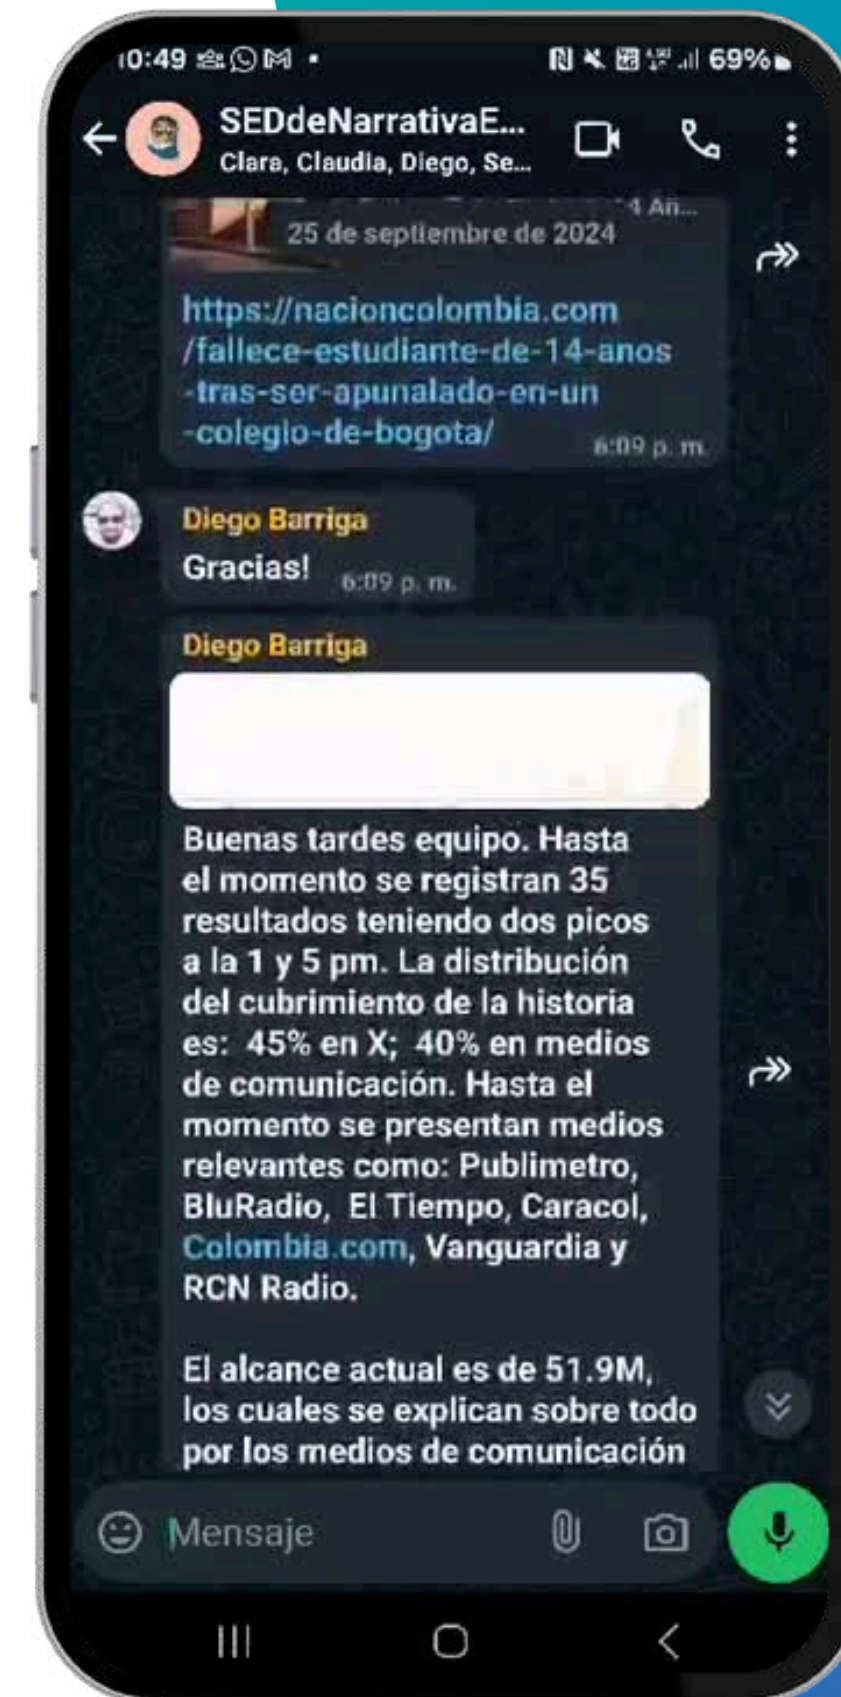 10:49
69%
SEDdeNarrativaE...
Clara, Claudia, Diego, Se...
4 Añ...
25 de septiembre de 2024
https://nacioncolombia.com
/fallece-estudiante-de-14-anos
-tras-ser-apunalado-en-un
-colegio-de-bogota/
6:09 p. m.
Diego Barriga
Gracias!
6:09 p. m.
Diego Barriga
Buenas tardes equipo. Hasta
el momento se registran 35
resultados teniendo dos picos
a la 1 y 5 pm. La distribución
del cubrimiento de la historia
es: 45% en X; 40% en medios
de comunicación. Hasta el
momento se presentan medios
relevantes como: Publimetro,
BluRadio, El Tiempo, Caracol,
Colombia.com, Vanguardia y
RCN Radio.
El alcance actual es de 51.9M,
los cuales se explican sobre todo
por los medios de comunicación
Mensaje